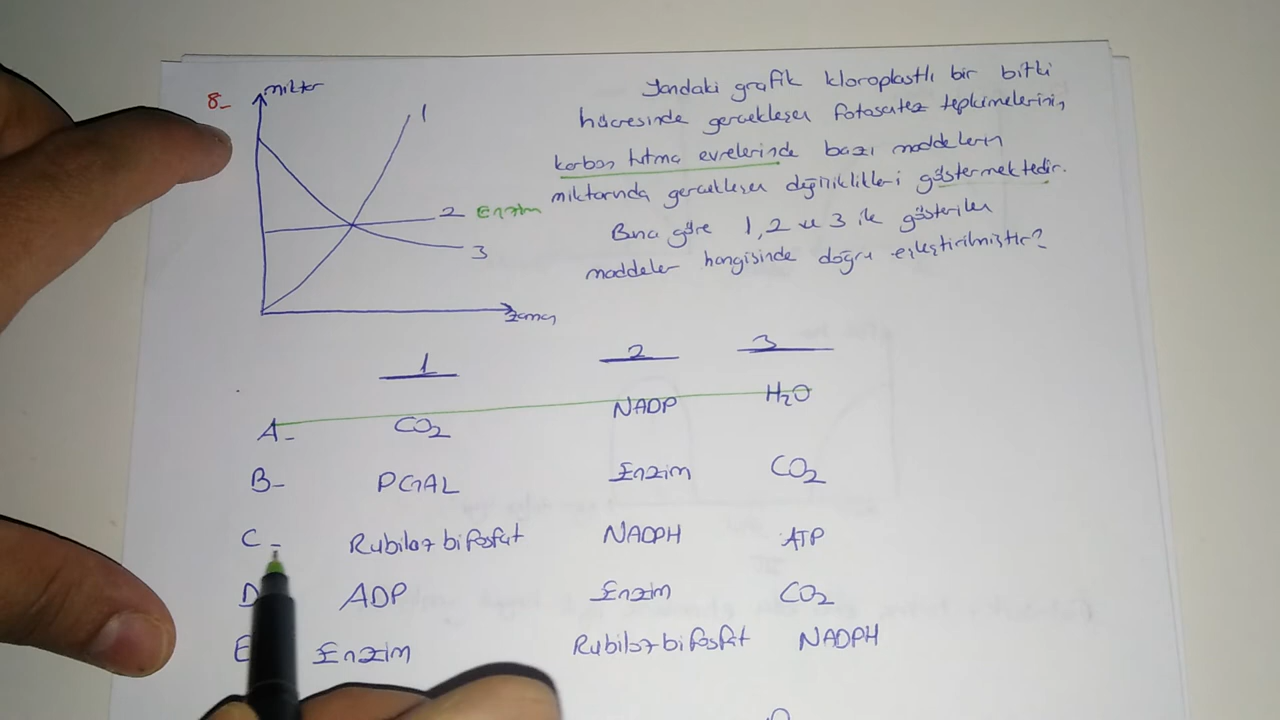 8-
miktar
1
2 Enzim
3
zaman
Yandaki grafik kloroplastlı bir bitki
hücresinde gerçekleşen fotosentez tepkimelerinin,
karbon tutma evrelerinde bazı maddelerin
miktarında gerçekleşen değişiklikleri göstermektedir.
Buna göre 1, 2 ve 3 ile gösterilen
maddeler hangisinde doğru eşleştirilmiştir?
1 2 3
A- CO2 NADP H2O
B- PGAL Enzim CO2
C- Ribuloz bifosfat NADPH ATP
D ADP Enzim CO2
E Enzim Ribuloz bifosfat NADPH